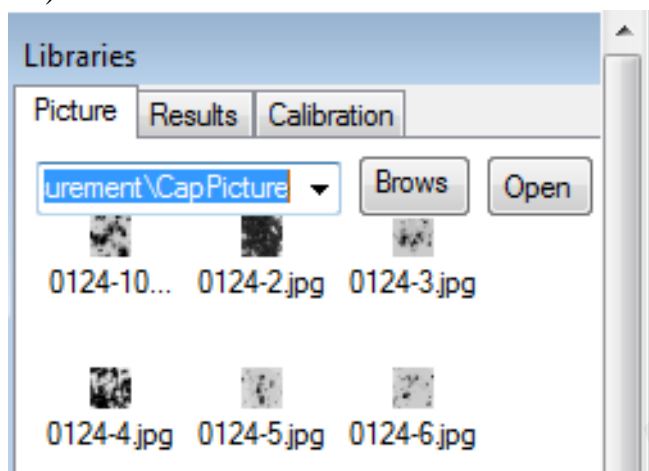 )
Libraries
Picture Results Calibration
urement\CapPicture Brows Open
0124-10... 0124-2.jpg 0124-3.jpg
0124-4.jpg 0124-5.jpg 0124-6.jpg